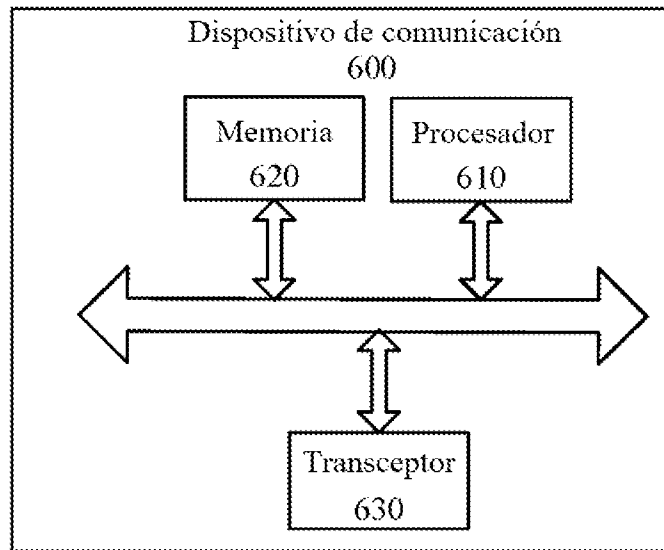 Dispositivo de comunicación
600
Memoria
620
Procesador
610
Transceptor
630